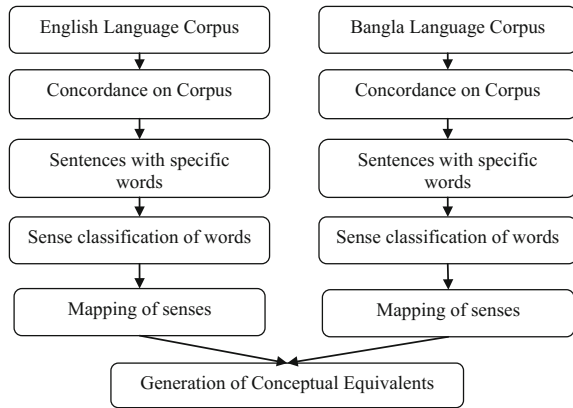 English Language Corpus
Bangla Language Corpus
Concordance on Corpus
Concordance on Corpus
Sentences with specific
words
Sentences with specific
words
Sense classification of words
Sense classification of words
Mapping of senses
Mapping of senses
Generation of Conceptual Equivalents